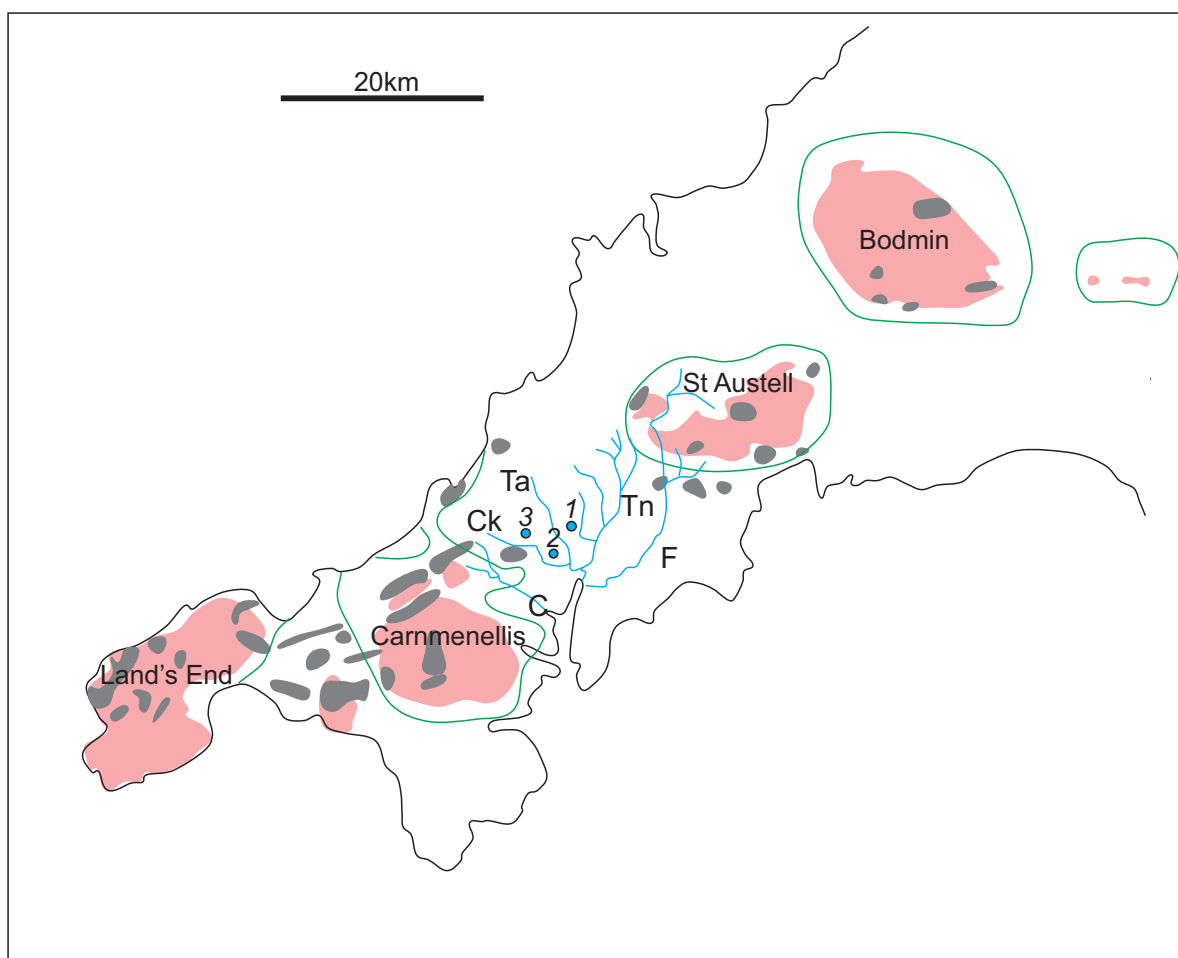 20km
Bodmin
St Austell
Ta
Tn
1
Ck
3
2
F
C
Carnmenellis
Land's End